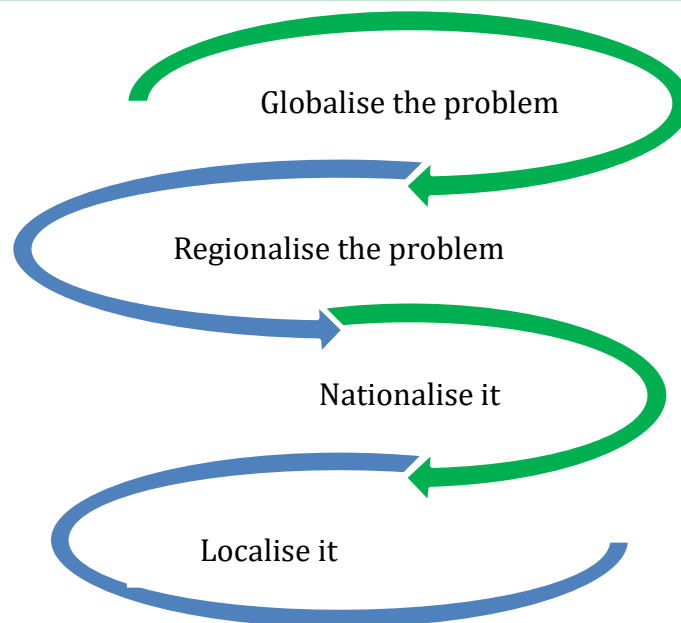 Globalise the problem
Regionalise the problem
Nationalise it
Localise it